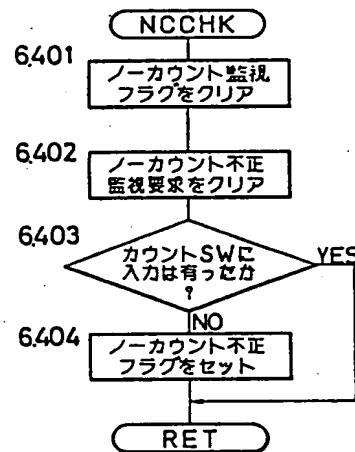 NCCHK
6401
ノーカウント監視
フラグをクリア
6402
ノーカウント不正
監視要求をクリア
6403
カウントSWに
入力は有ったか
?
YES
NO
6404
ノーカウント不正
フラグをセット
RET